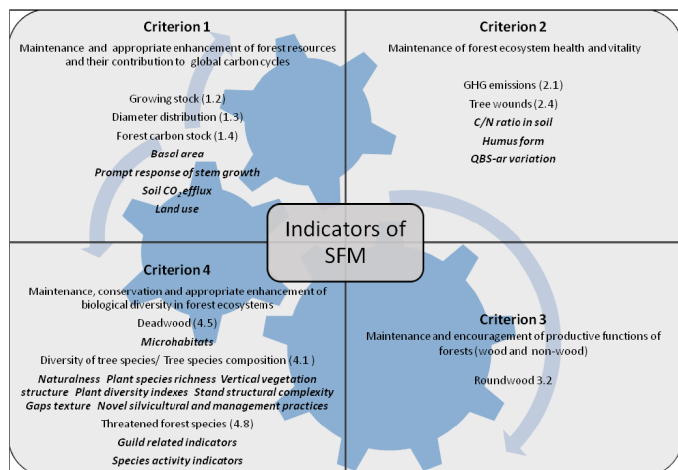 Criterion 1
Maintenance and appropriate enhancement of forest resources
and their contribution to global carbon cycles
Growing stock (1.2)
Diameter distribution (1.3)
Forest carbon stock (1.4)
Basal area
Prompt response of stem growth
Soil CO₂ efflux
Land use
Criterion 2
Maintenance of forest ecosystem health and vitality
GHG emissions (2.1)
Tree wounds (2.4)
C/N ratio in soil
Humus form
QBS-ar variation
Indicators of
SFM
Criterion 4
Maintenance, conservation and appropriate enhancement of
biological diversity in forest ecosystems
Deadwood (4.5)
Microhabitats
Diversity of tree species/ Tree species composition (4.1 )
Naturalness Plant species richness Vertical vegetation
structure Plant diversity indexes Stand structural complexity
Gaps texture Novel silvicultural and management practices
Threatened forest species (4.8)
Guild related indicators
Species activity indicators
Criterion 3
Maintenance and encouragement of productive functions of
forests (wood and non-wood)
Roundwood 3.2